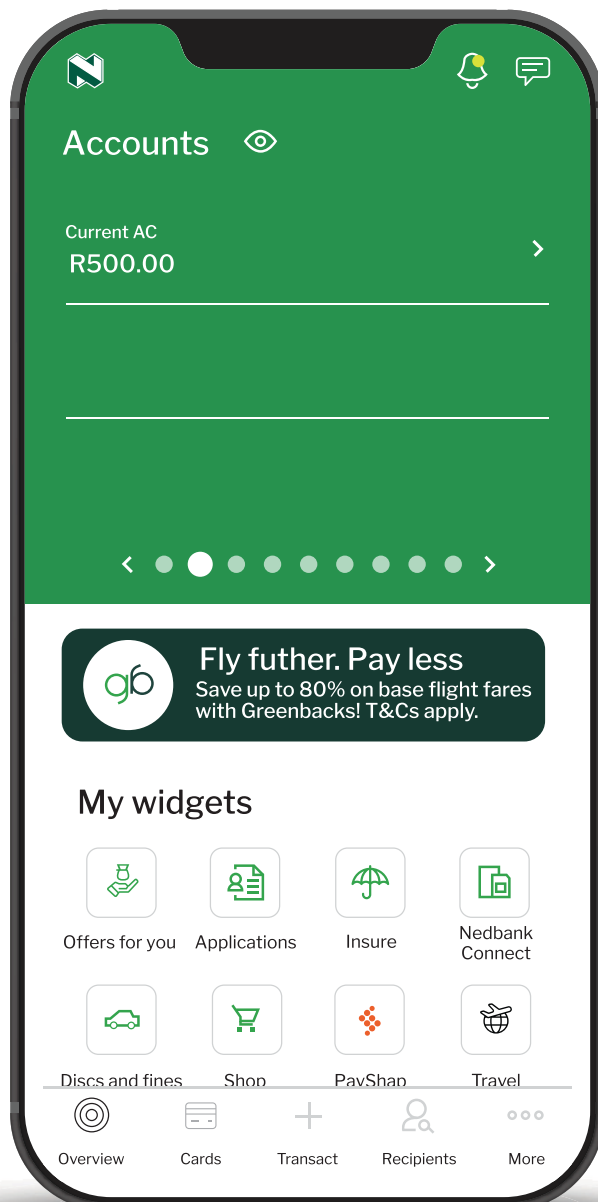 Accounts
Current AC
R500.00
gb
Fly futher. Pay less
Save up to 80% on base flight fares
with Greenbacks! T&Cs apply.
My widgets
Offers for you Applications Insure Nedbank Connect
Discs and fines Shop PayShap Travel
Overview Cards Transact Recipients More